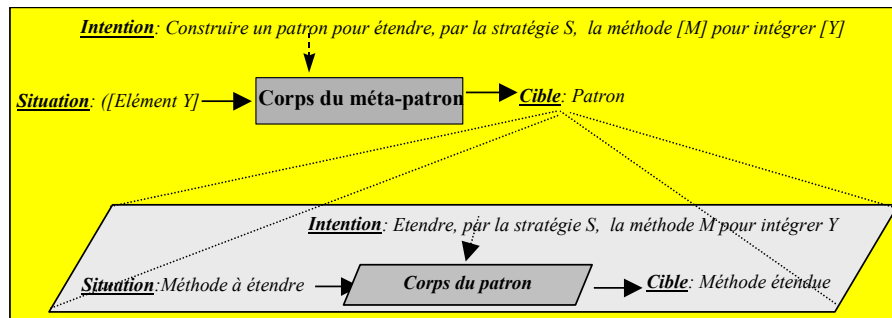 Intention: Construire un patron pour étendre, par la stratégie S, la méthode [M] pour intégrer [Y]
Situation: ([Elément Y]
Corps du méta-patron
Cible: Patron
Intention: Etendre, par la stratégie S, la méthode M pour intégrer Y
Situation:Méthode à étendre
Corps du patron
Cible: Méthode étendue